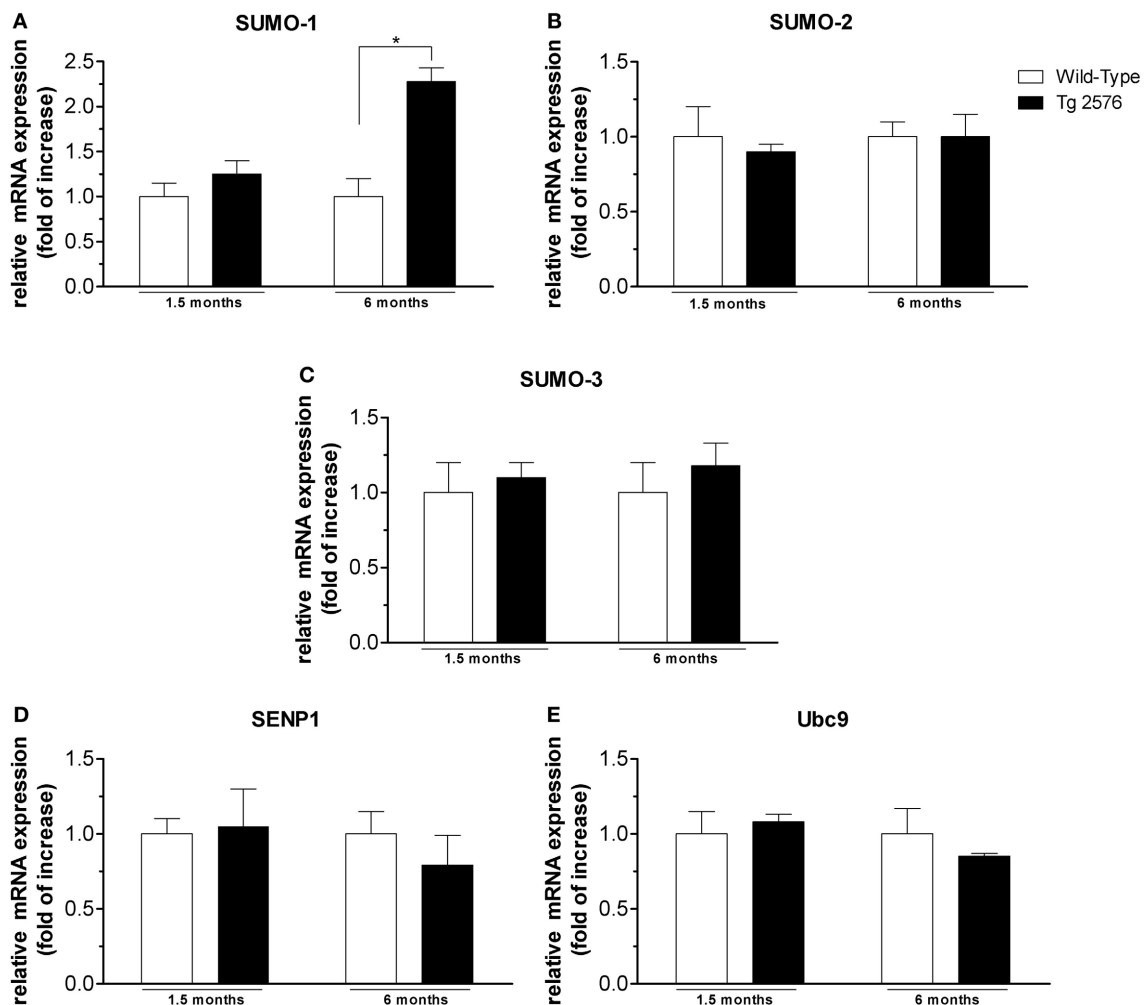 A
SUMO-1
relative mRNA expression
(fold of increase)
2.5
2.0
1.5
1.0
0.5
0.0
*
1.5 months
6 months
B
SUMO-2
relative mRNA expression
(fold of increase)
1.5
1.0
0.5
0.0
1.5 months
6 months
Wild-Type
Tg 2576
C
SUMO-3
relative mRNA expression
(fold of increase)
1.5
1.0
0.5
0.0
1.5 months
6 months
D
SENP1
relative mRNA expression
(fold of increase)
1.5
1.0
0.5
0.0
1.5 months
6 months
E
Ubc9
relative mRNA expression
(fold of increase)
1.5
1.0
0.5
0.0
1.5 months
6 months